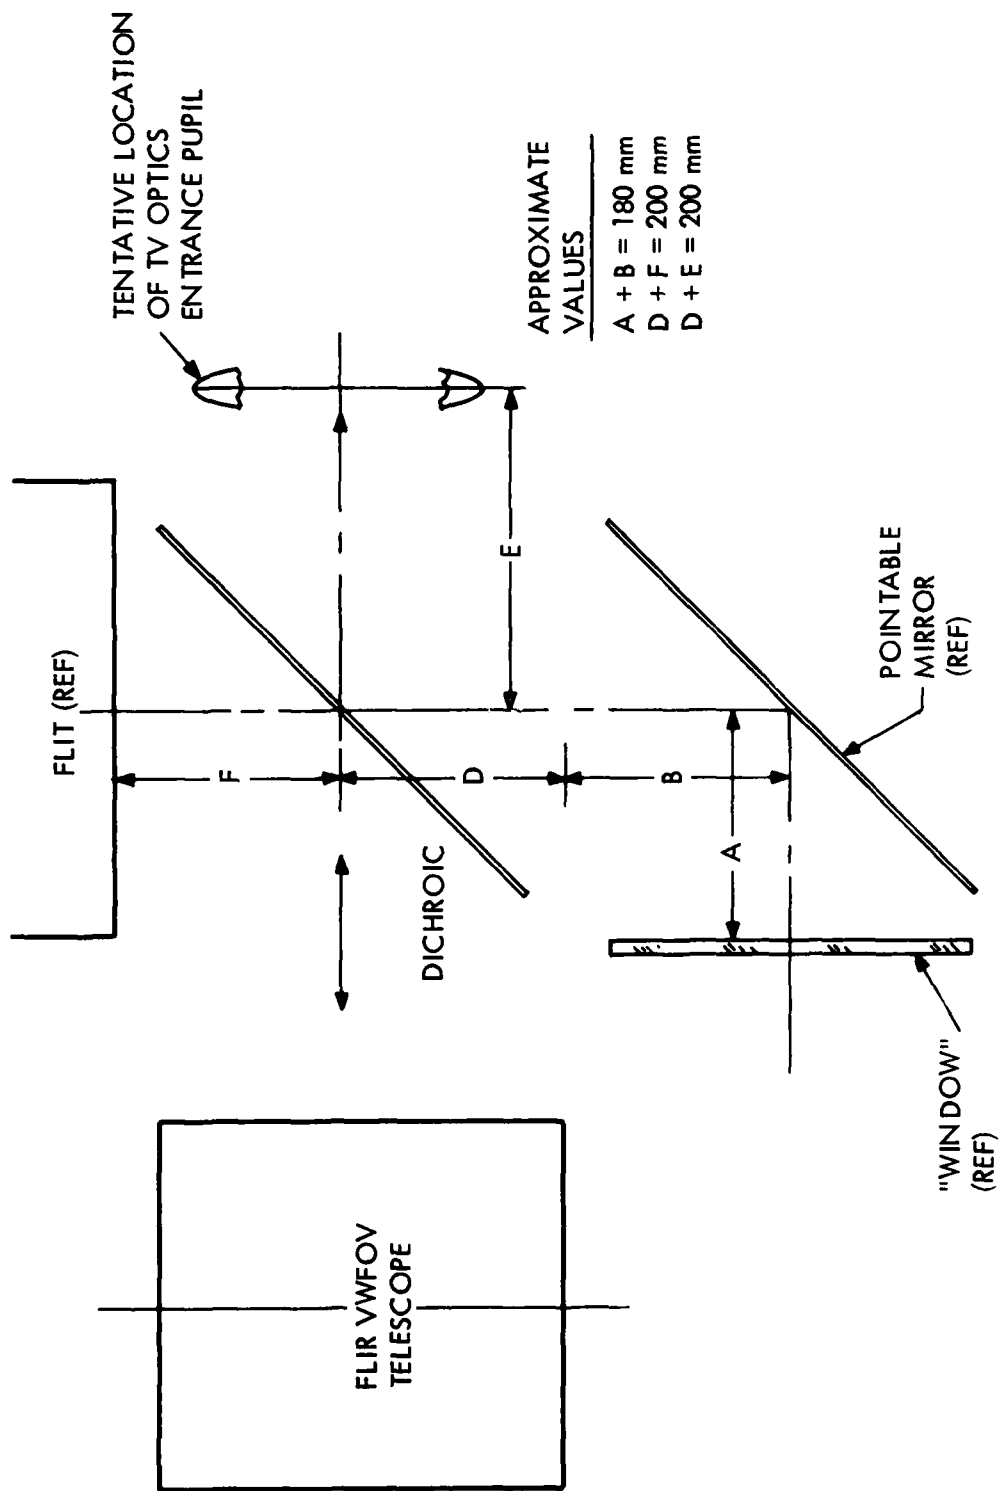 TENTATIVE LOCATION
OF TV OPTICS
ENTRANCE PUPIL
FLIT (REF)
F
E
D
DICHROIC
B
A
APPROXIMATE
VALUES
A + B = 180 mm
D + F = 200 mm
D + E = 200 mm
FLIR VWFOV
TELESCOPE
POINTABLE
MIRROR
(REF)
"WINDOW"
(REF)